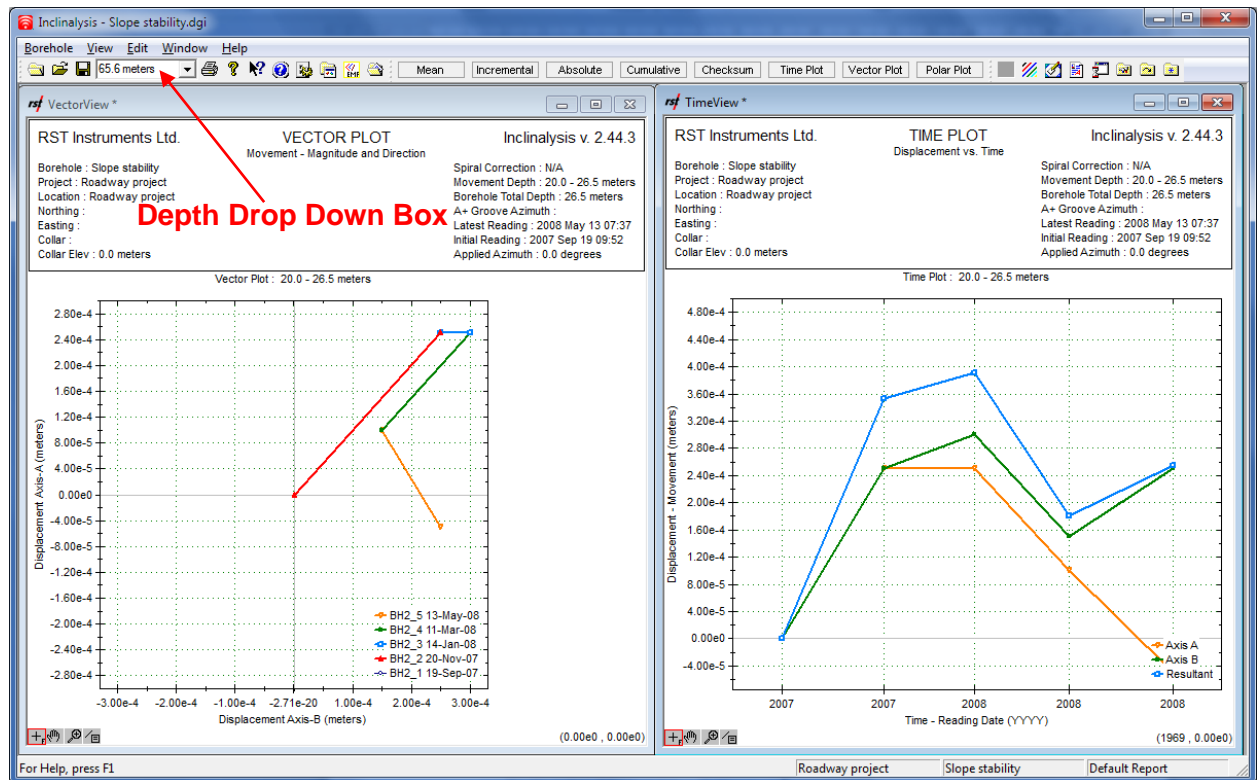 Inclinalysis - Slope stability.dgi
Borehole View Edit Window Help
65.6 meters
EMF
Mean Incremental Absolute Cumulative Checksum Time Plot Vector Plot Polar Plot
rst VectorView *
RST Instruments Ltd. VECTOR PLOT Inclinalysis v. 2.44.3
Movement - Magnitude and Direction
Borehole : Slope stability
Project : Roadway project
Location : Roadway project
Northing :
Easting :
Collar :
Collar Elev : 0.0 meters
Spiral Correction : N/A
Movement Depth : 20.0 - 26.5 meters
Borehole Total Depth : 26.5 meters
A+ Groove Azimuth :
Latest Reading : 2008 May 13 07:37
Initial Reading : 2007 Sep 19 09:52
Applied Azimuth : 0.0 degrees
Depth Drop Down Box
Vector Plot : 20.0 - 26.5 meters
Displacement Axis-A (meters)
2.80e-4
2.40e-4
2.00e-4
1.60e-4
1.20e-4
8.00e-5
4.00e-5
0.00e0
-4.00e-5
-8.00e-5
-1.20e-4
-1.60e-4
-2.00e-4
-2.40e-4
-2.80e-4
BH2_5 13-May-08
BH2_4 11-Mar-08
BH2_3 14-Jan-08
BH2_2 20-Nov-07
BH2_1 19-Sep-07
-3.00e-4 -2.00e-4 -1.00e-4 -2.71e-20 1.00e-4 2.00e-4 3.00e-4
Displacement Axis-B (meters)
(0.00e0 , 0.00e0)
rst TimeView *
RST Instruments Ltd. TIME PLOT Inclinalysis v. 2.44.3
Displacement vs. Time
Borehole : Slope stability
Project : Roadway project
Location : Roadway project
Northing :
Easting :
Collar :
Collar Elev : 0.0 meters
Spiral Correction : N/A
Movement Depth : 20.0 - 26.5 meters
Borehole Total Depth : 26.5 meters
A+ Groove Azimuth :
Latest Reading : 2008 May 13 07:37
Initial Reading : 2007 Sep 19 09:52
Applied Azimuth : 0.0 degrees
Time Plot : 20.0 - 26.5 meters
Displacement - Movement (meters)
4.80e-4
4.40e-4
4.00e-4
3.60e-4
3.20e-4
2.80e-4
2.40e-4
2.00e-4
1.60e-4
1.20e-4
8.00e-5
4.00e-5
0.00e0
-4.00e-5
Axis A
Axis B
Resultant
2007 2007 2008 2008 2008
Time - Reading Date (YYYY)
(1969 , 0.00e0)
For Help, press F1
Roadway project Slope stability Default Report